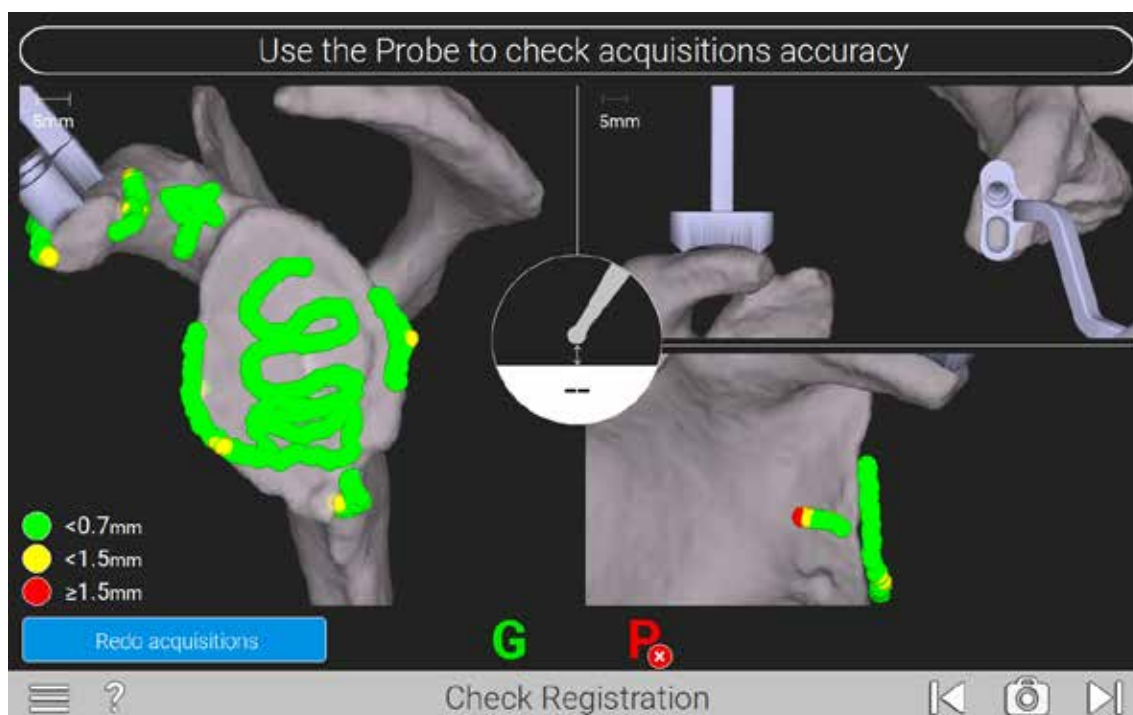 Use the Probe to check acquisitions accuracy
5mm
5mm
--
<0.7mm
<1.5mm
≥1.5mm
Redo acquisitions
G
P
?
Check Registration